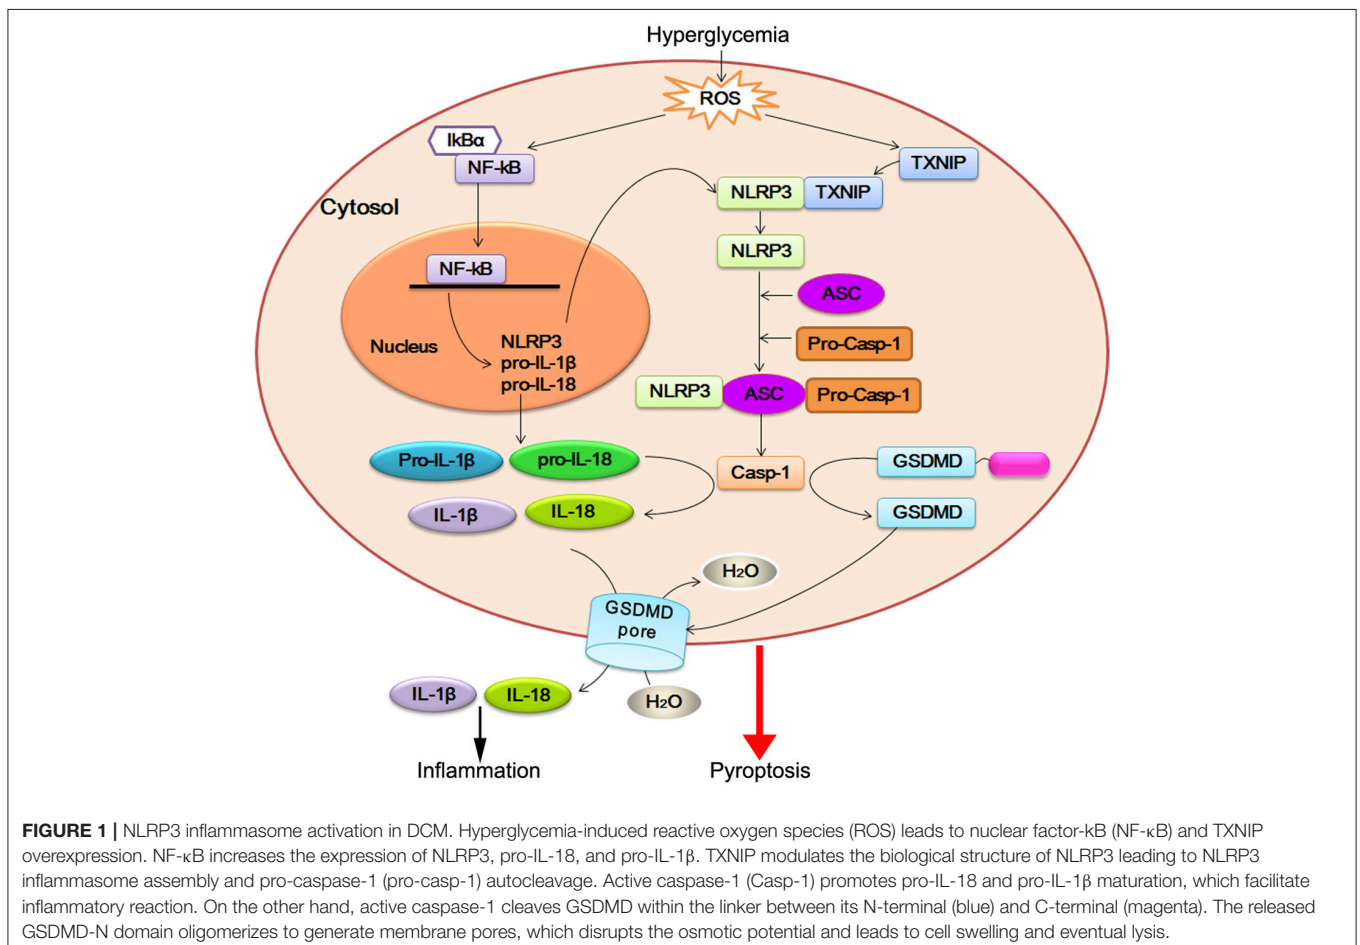 Hyperglycemia
ROS
IkBα
NF-kB
TXNIP
NLRP3 TXNIP
Cytosol
NLRP3
NF-kB
ASC
Nucleus
NLRP3
pro-IL-1β
pro-IL-18
Pro-Casp-1
NLRP3 ASC Pro-Casp-1
Pro-IL-1β pro-IL-18
Casp-1
GSDMD
IL-1β IL-18
GSDMD
H₂O
GSDMD
pore
IL-1β IL-18
H₂O
Inflammation
Pyroptosis
FIGURE 1 | NLRP3 inflammasome activation in DCM. Hyperglycemia-induced reactive oxygen species (ROS) leads to nuclear factor-kB (NF-κB) and TXNIP
overexpression. NF-κB increases the expression of NLRP3, pro-IL-18, and pro-IL-1β. TXNIP modulates the biological structure of NLRP3 leading to NLRP3
inflammasome assembly and pro-caspase-1 (pro-casp-1) autocleavage. Active caspase-1 (Casp-1) promotes pro-IL-18 and pro-IL-1β maturation, which facilitate
inflammatory reaction. On the other hand, active caspase-1 cleaves GSDMD within the linker between its N-terminal (blue) and C-terminal (magenta). The released
GSDMD-N domain oligomerizes to generate membrane pores, which disrupts the osmotic potential and leads to cell swelling and eventual lysis.